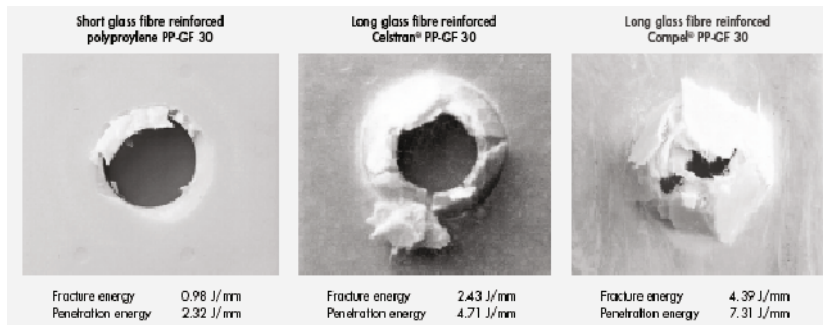 Short glass fibre reinforced
polyproylene PP-GF 30
Fracture energy 0.98 J/mm
Penetration energy 2.32 J/mm
Long glass fibre reinforced
Celstran® PP-GF 30
Fracture energy 2.43 J/mm
Penetration energy 4.71 J/mm
Long glass fibre reinforced
Compel® PP-GF 30
Fracture energy 4.39 J/mm
Penetration energy 7.31 J/mm